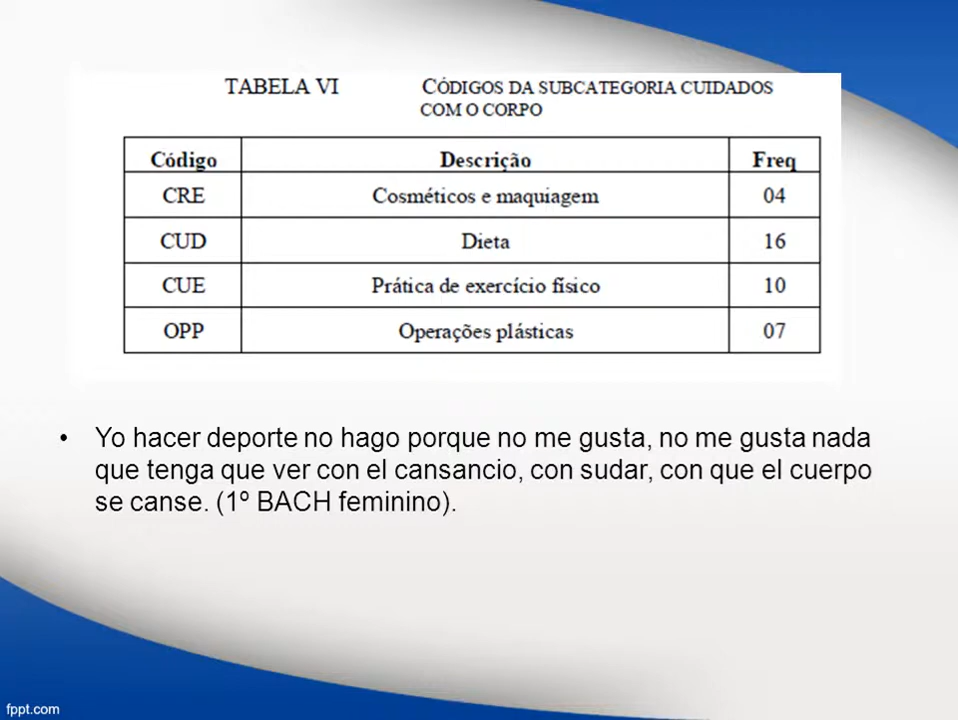 TABELA VI CÓDIGOS DA SUBCATEGORIA CUIDADOS
COM O CORPO
Código Descrição Freq
CRE Cosméticos e maquiagem 04
CUD Dieta 16
CUE Prática de exercício físico 10
OPP Operações plásticas 07
• Yo hacer deporte no hago porque no me gusta, no me gusta nada
que tenga que ver con el cansancio, con sudar, con que el cuerpo
se canse. (1º BACH feminino).
fppt.com